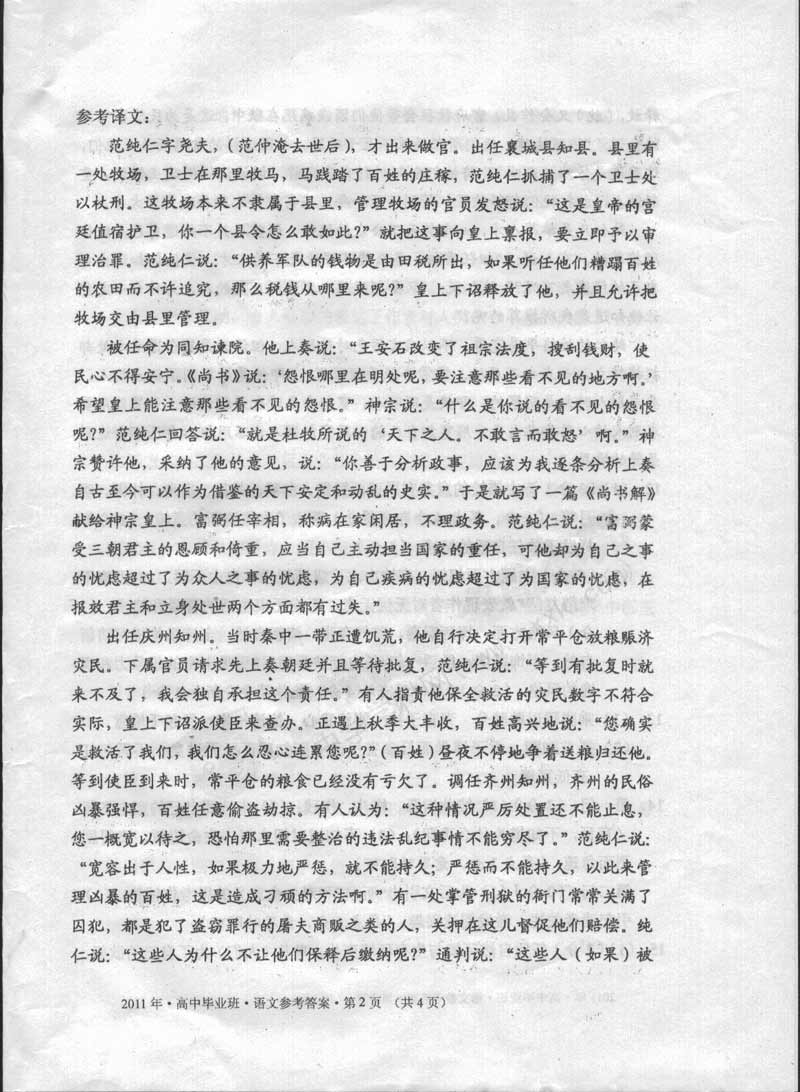 参考译文：
范纯仁字尧夫，（范仲淹去世后），才出来做官。出任襄城县知县。县里有
一处牧场，卫士在那里牧马，马践踏了百姓的庄稼，范纯仁抓捕了一个卫士处
以杖刑。这牧场本来不隶属于县里，管理牧场的官员发怒说：“这是皇帝的宫
廷值宿护卫，你一个县令怎么敢如此？”就把这事向皇上禀报，要立即予以审
理治罪。范纯仁说：“供养军队的钱物是由田税所出，如果听任他们糟蹋百姓
的农田而不许追究，那么税钱从哪里来呢？”皇上下诏释放了他，并且允许把
牧场交由县里管理。
被任命为同知谏院。他上奏说：“王安石改变了祖宗法度，搜刮钱财，使
民心不得安宁。《尚书》说：‘怨恨哪里在明处呢，要注意那些看不见的地方啊。’
希望皇上能注意那些看不见的怨恨。”神宗说：“什么是你说的看不见的怨恨
呢？”范纯仁回答说：“就是杜牧所说的‘天下之人。不敢言而敢怒’啊。”神
宗赞许他，采纳了他的意见，说：“你善于分析政事，应该为我逐条分析上奏
自古至今可以作为借鉴的天下安定和动乱的史实。”于是就写了一篇《尚书解》
献给神宗皇上。富弼任宰相，称病在家闲居，不理政务。范纯仁说：“富弼蒙
受三朝君主的恩顾和倚重，应当自己主动担当国家的重任，可他却为自己之事
的忧虑超过了为众人之事的忧虑，为自己疾病的忧虑超过了为国家的忧虑，在
报效君主和立身处世两个方面都有过失。”
出任庆州知州。当时秦中一带正遭饥荒，他自行决定打开常平仓放粮赈济
灾民。下属官员请求先上奏朝廷并且等待批复，范纯仁说：“等到有批复时就
来不及了，我会独自承担这个责任。”有人指责他保全救活的灾民数字不符合
实际，皇上下诏派使臣来查办。正遇上秋季大丰收，百姓高兴地说：“您确实
是救活了我们，我们怎么忍心连累您呢？”（百姓）昼夜不停地争着送粮归还他。
等到使臣到来时，常平仓的粮食已经没有亏欠了。调任齐州知州，齐州的民俗
凶暴强悍，百姓任意偷盗劫掠。有人认为：“这种情况严厉处置还不能止息，
您一概宽以待之，恐怕那里需要整治的违法乱纪事情不能穷尽了。”范纯仁说：
“宽容出于人性，如果极力地严惩，就不能持久；严惩而不能持久，以此来管
理凶暴的百姓，这是造成刁顽的方法啊。”有一处掌管刑狱的衙门常常关满了
囚犯，都是犯了盗窃罪行的屠夫商贩之类的人，关押在这儿督促他们赔偿。纯
仁说：“这些人为什么不让他们保释后缴纳呢？”通判说：“这些人（如果）被
2011年·高中毕业班·语文参考答案·第2页 （共4页）